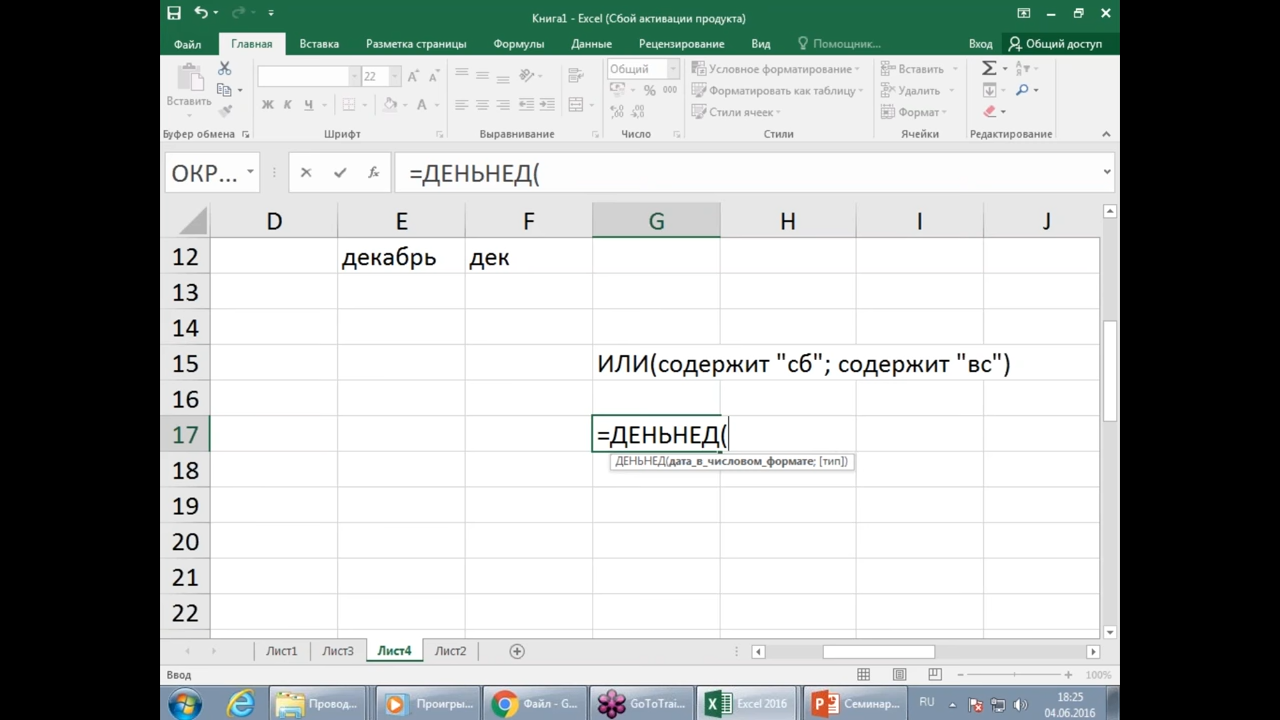 Книга1 - Excel (Сбой активации продукта)
Файл Главная Вставка Разметка страницы Формулы Данные Рецензирование Вид Помощник... Вход Общий доступ
Вставить
Ж К Ч А
22
Общий
% 000
Условное форматирование
Форматировать как таблицу
Стили ячеек
Вставить
Удалить
Формат
Буфер обмена Шрифт Выравнивание Число Стили Ячейки Редактирование
ОКР... fx =ДЕНЬНЕД(
D E F G H I J
12 декабрь дек
13
14
15 ИЛИ(содержит "сб"; содержит "вс")
16
17 =ДЕНЬНЕД(
ДЕНЬНЕД(дата_в_числовом_формате; [тип])
18
19
20
21
22
Лист1 Лист3 Лист4 Лист2
Ввод 100%
Провод... Проигры... Файл - G... GoToTrai... Excel 2016 Семинар... RU 18:25
04.06.2016